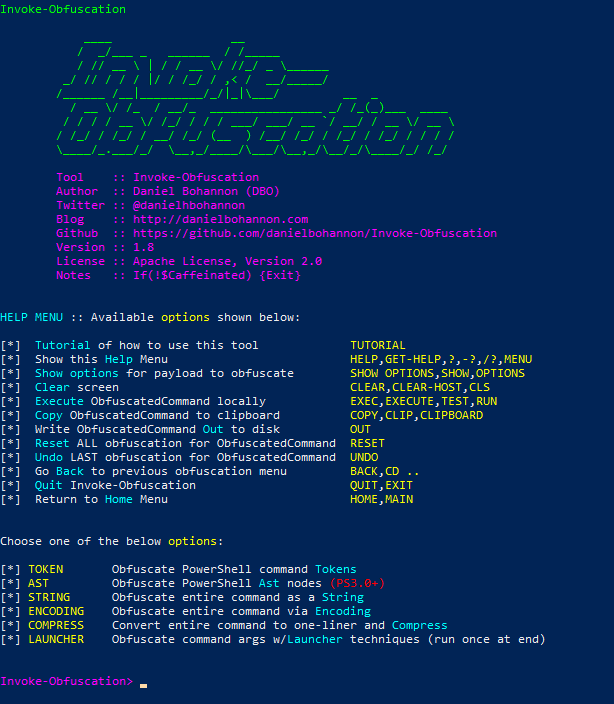 Invoke-Obfuscation
Tool :: Invoke-Obfuscation
Author :: Daniel Bohannon (DBO)
Twitter :: @danielhbohannon
Blog :: http://danielbohannon.com
Github :: https://github.com/danielbohannon/Invoke-Obfuscation
Version :: 1.8
License :: Apache License, Version 2.0
Notes :: If(!$Caffeinated) {Exit}
HELP MENU :: Available options shown below:
[*] Tutorial of how to use this tool TUTORIAL
[*] Show this Help Menu HELP,GET-HELP,?,-?,/?,MENU
[*] Show options for payload to obfuscate SHOW OPTIONS,SHOW,OPTIONS
[*] Clear screen CLEAR,CLEAR-HOST,CLS
[*] Execute ObfuscatedCommand locally EXEC,EXECUTE,TEST,RUN
[*] Copy ObfuscatedCommand to clipboard COPY,CLIP,CLIPBOARD
[*] Write ObfuscatedCommand Out to disk OUT
[*] Reset ALL obfuscation for ObfuscatedCommand RESET
[*] Undo LAST obfuscation for ObfuscatedCommand UNDO
[*] Go Back to previous obfuscation menu BACK,CD ..
[*] Quit Invoke-Obfuscation QUIT,EXIT
[*] Return to Home Menu HOME,MAIN
Choose one of the below options:
[*] TOKEN Obfuscate PowerShell command Tokens
[*] AST Obfuscate PowerShell Ast nodes (PS3.0+)
[*] STRING Obfuscate entire command as a String
[*] ENCODING Obfuscate entire command via Encoding
[*] COMPRESS Convert entire command to one-liner and Compress
[*] LAUNCHER Obfuscate command args w/Launcher techniques (run once at end)
Invoke-Obfuscation>